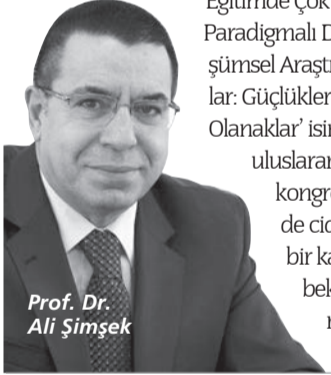 Eğitimde Çok
Paradigmalı D
şümsel Araştı
lar: Güçlükler
Olanaklar’ isi
uluslarar
kongre
de cid
bir ka
bek
Prof. Dr.
Ali Şimşek